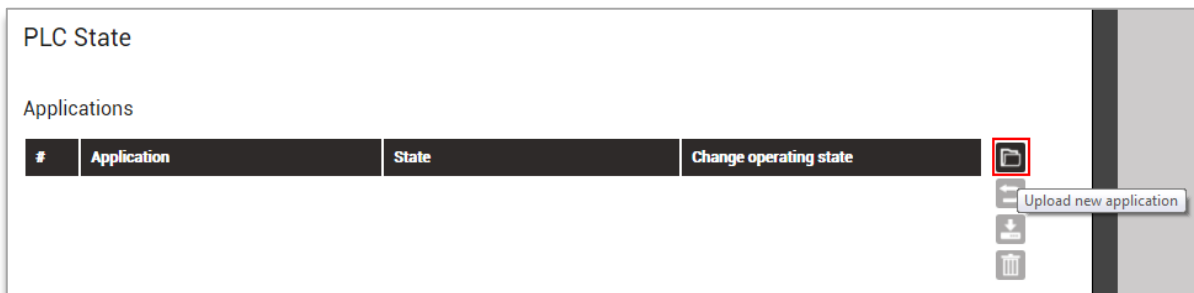 PLC State
Applications
# Application State Change operating state
Upload new application